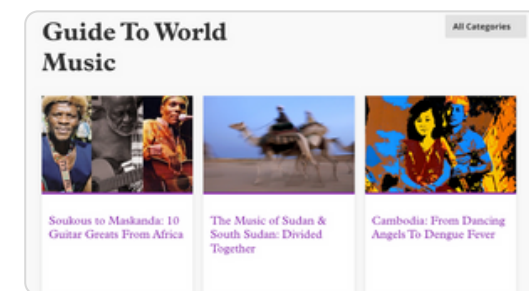 Guide To World
Music
All Categories
Soukous to Maskanda: 10
Guitar Greats From Africa
The Music of Sudan &
South Sudan: Divided
Together
Cambodia: From Dancing
Angels To Dengue Fever